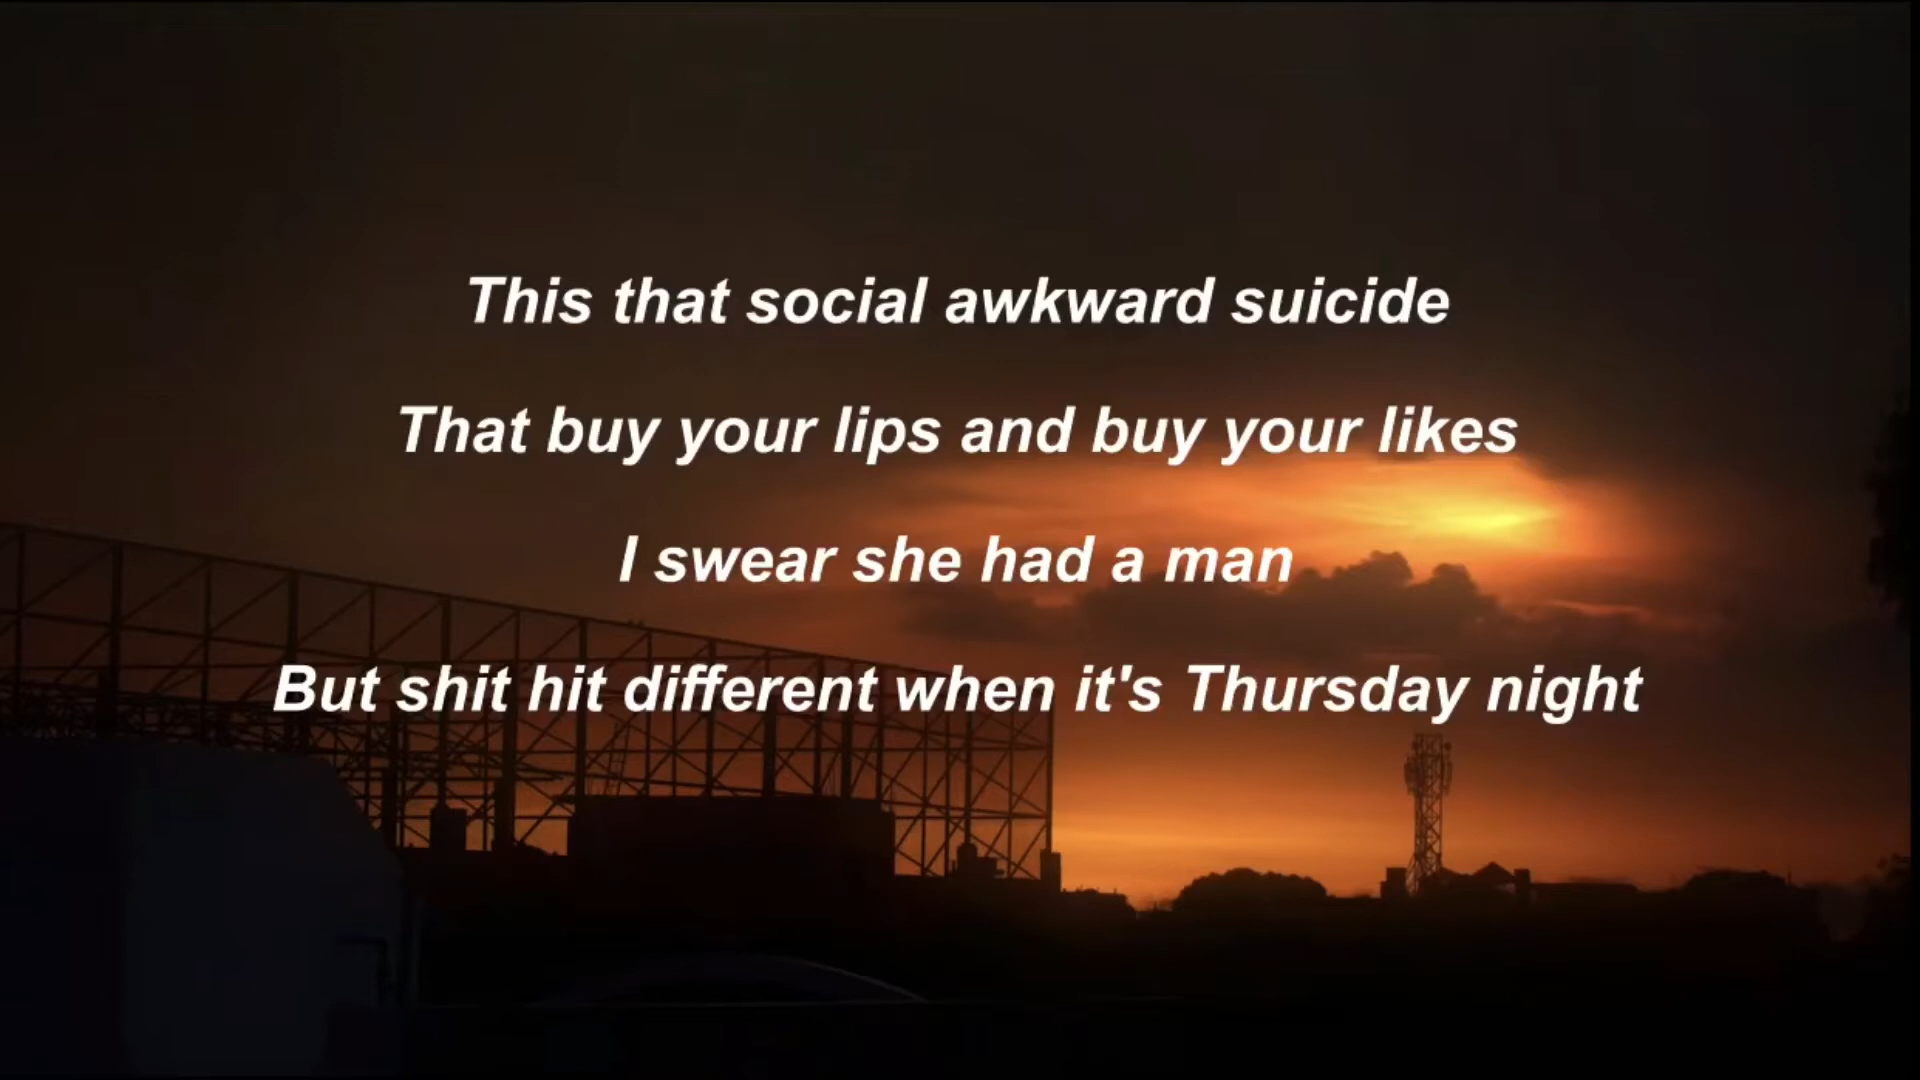 This that social awkward suicide
That buy your lips and buy your likes
I swear she had a man
But shit hit different when it's Thursday night